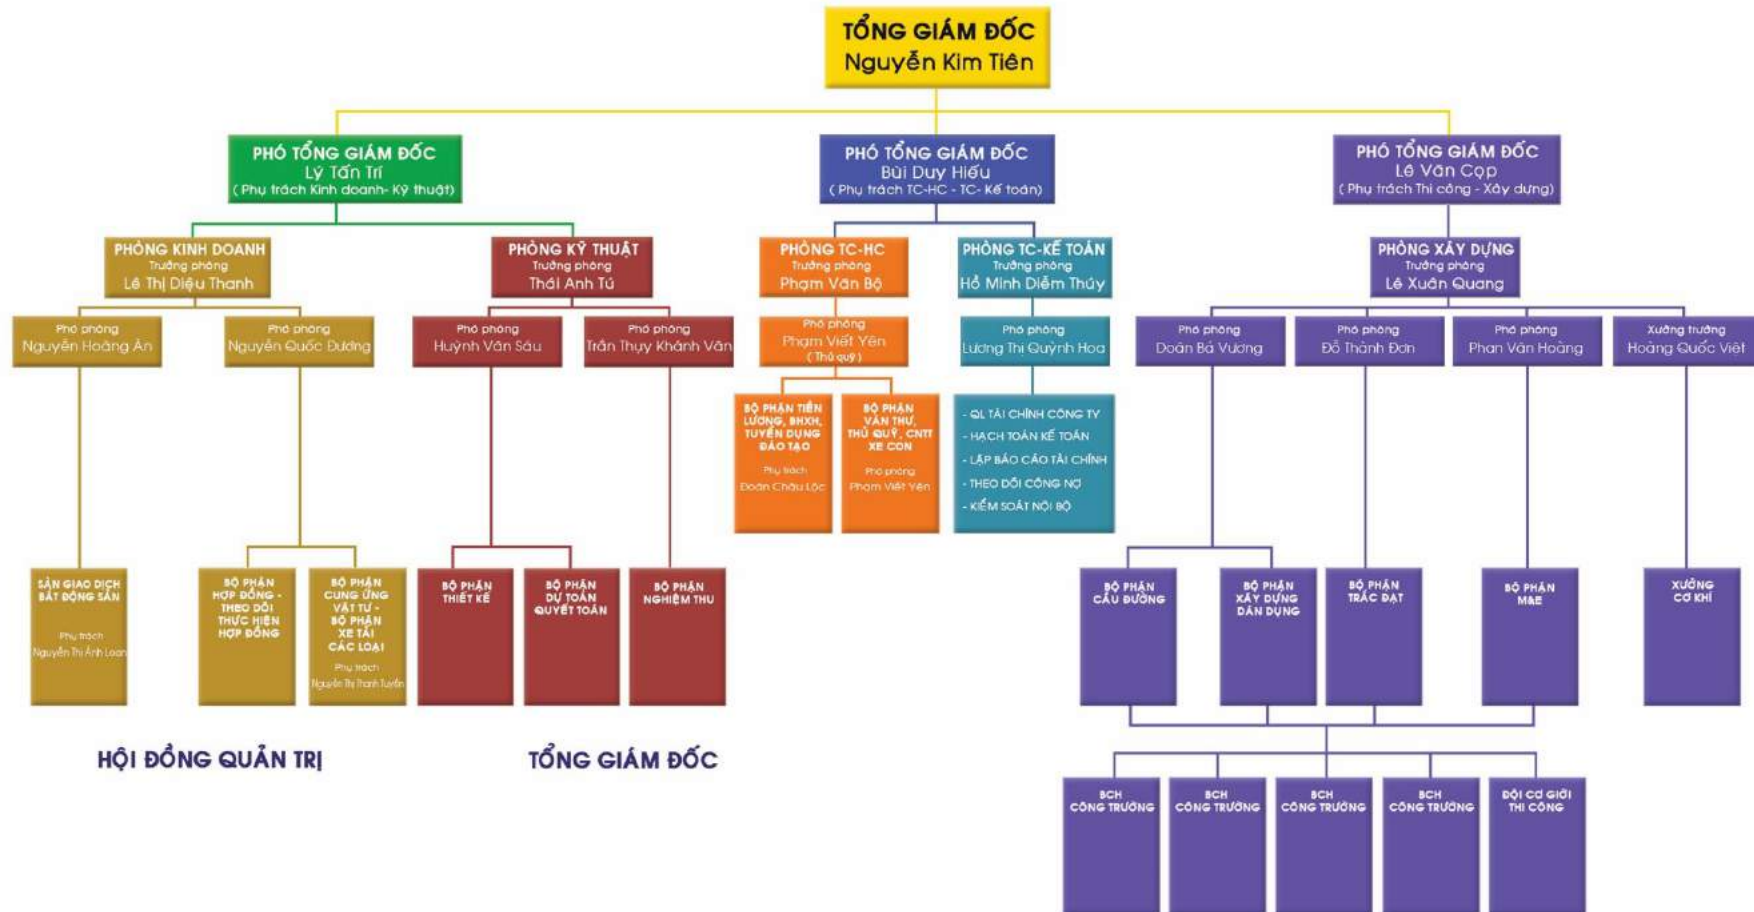 TỔNG GIÁM ĐỐC
Nguyễn Kim Tiên
PHÓ TỔNG GIÁM ĐỐC
Lý Tấn Trí
( Phụ trách Kinh doanh- Kỹ thuật)
PHÓ TỔNG GIÁM ĐỐC
Bùi Duy Hiếu
( Phụ trách TC-HC - TC- Kế toán)
PHÓ TỔNG GIÁM ĐỐC
Lê Văn Cọp
( Phụ trách Thi công - Xây dựng)
PHÒNG KINH DOANH
Trưởng phòng
Lê Thị Diệu Thanh
PHÒNG KỸ THUẬT
Trưởng phòng
Thái Anh Tú
PHÒNG TC-HC
Trưởng phòng
Phạm Văn Bộ
PHÒNG TC-KẾ TOÁN
Trưởng phòng
Hồ Minh Diễm Thúy
PHÒNG XÂY DỰNG
Trưởng phòng
Lê Xuân Quang
Phó phòng
Nguyễn Hoàng Ân
Phó phòng
Nguyễn Quốc Đương
Phó phòng
Huỳnh Văn Sáu
Phó phòng
Trần Thụy Khánh Vân
Phó phòng
Phạm Viết Yên
( Thủ quỹ )
Phó phòng
Lương Thị Quỳnh Hoa
Phó phòng
Doãn Bá Vương
Phó phòng
Đỗ Thành Đơn
Phó phòng
Phan Văn Hoàng
Xưởng trưởng
Hoàng Quốc Việt
BỘ PHẬN TIỀN
LƯƠNG, BHXH,
TUYỂN DỤNG
ĐÀO TẠO
Phụ trách
Đoàn Châu Lộc
BỘ PHẬN
VĂN THƯ,
THỦ QUỸ, CNTT
XE CON
Phó phòng
Phạm Viết Yên
- QL TÀI CHÍNH CÔNG TY
- HẠCH TOÁN KẾ TOÁN
- LẬP BÁO CÁO TÀI CHÍNH
- THEO DÕI CÔNG NỢ
- KIỂM SOÁT NỘI BỘ
SÀN GIAO DỊCH
BẤT ĐỘNG SẢN
Phụ trách
Nguyễn Thị Ánh Loan
BỘ PHẬN
HỢP ĐỒNG -
THEO DÕI
THỰC HIỆN
HỢP ĐỒNG
BỘ PHẬN
CUNG ỨNG
VẬT TƯ -
BỘ PHẬN
XE TẢI
CÁC LOẠI
Phụ trách
Nguyễn Thị Thanh Tuyền
BỘ PHẬN
THIẾT KẾ
BỘ PHẬN
DỰ TOÁN
QUYẾT TOÁN
BỘ PHẬN
NGHIỆM THU
BỘ PHẬN
CẦU ĐƯỜNG
BỘ PHẬN
XÂY DỰNG
DÂN DỤNG
BỘ PHẬN
TRẮC ĐẠT
BỘ PHẬN
M&E
XƯỞNG
CƠ KHÍ
HỘI ĐỒNG QUẢN TRỊ
TỔNG GIÁM ĐỐC
BCH
CÔNG TRƯỜNG
BCH
CÔNG TRƯỜNG
BCH
CÔNG TRƯỜNG
BCH
CÔNG TRƯỜNG
ĐỘI CƠ GIỚI
THI CÔNG